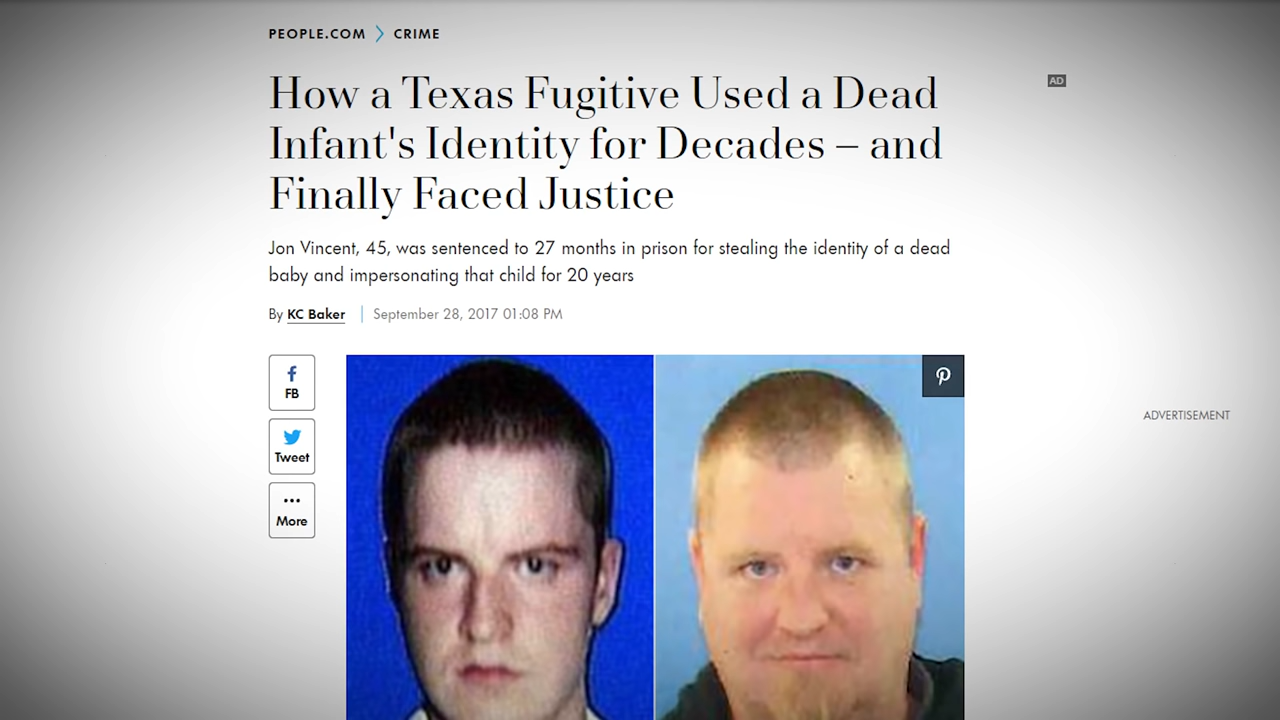 PEOPLE.COM > CRIME
AD
How a Texas Fugitive Used a Dead
Infant's Identity for Decades – and
Finally Faced Justice
Jon Vincent, 45, was sentenced to 27 months in prison for stealing the identity of a dead
baby and impersonating that child for 20 years
By KC Baker | September 28, 2017 01:08 PM
FB
Tweet
More
ADVERTISEMENT